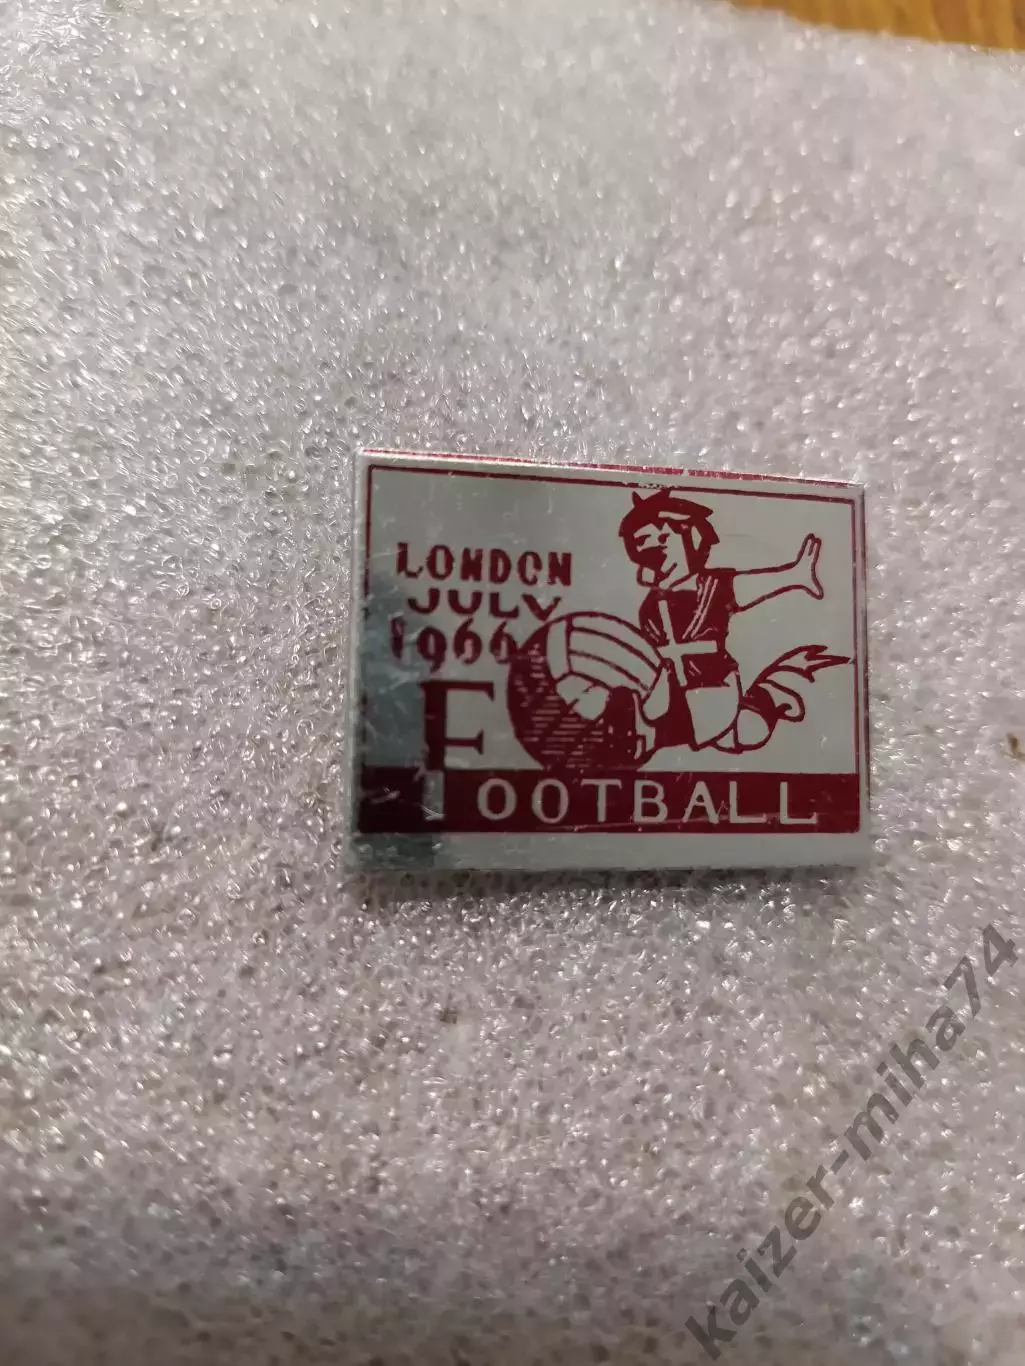 LONDON
JULY
1966
FOOTBALL
kaizer-miha74